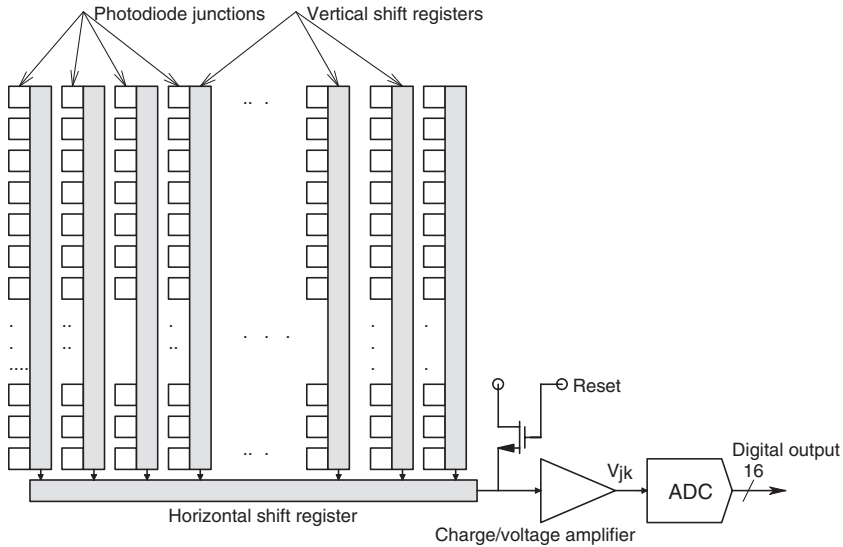 Photodiode junctions
Vertical shift registers
Reset
Digital output
16
V_jk
ADC
Horizontal shift register
Charge/voltage amplifier